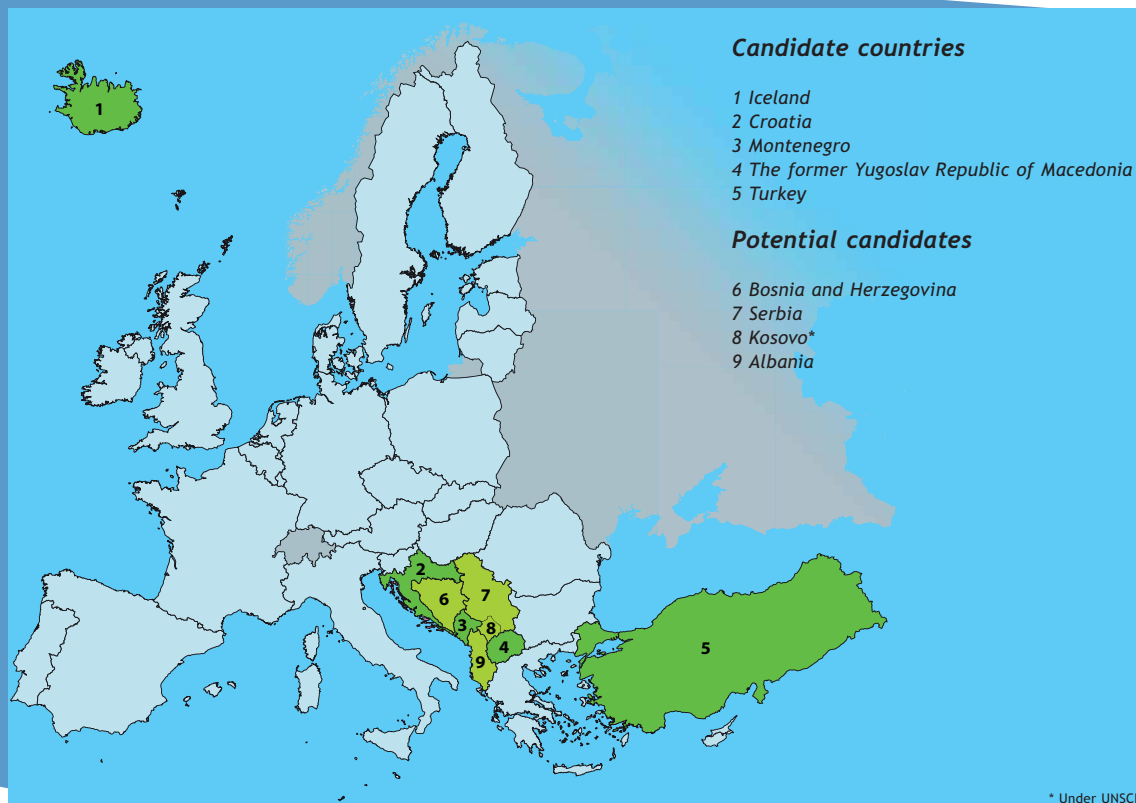 Candidate countries
1 Iceland
2 Croatia
3 Montenegro
4 The former Yugoslav Republic of Macedonia
5 Turkey
Potential candidates
6 Bosnia and Herzegovina
7 Serbia
8 Kosovo*
9 Albania
1
2
6
7
3
8
4
5
9
* Under UNSC